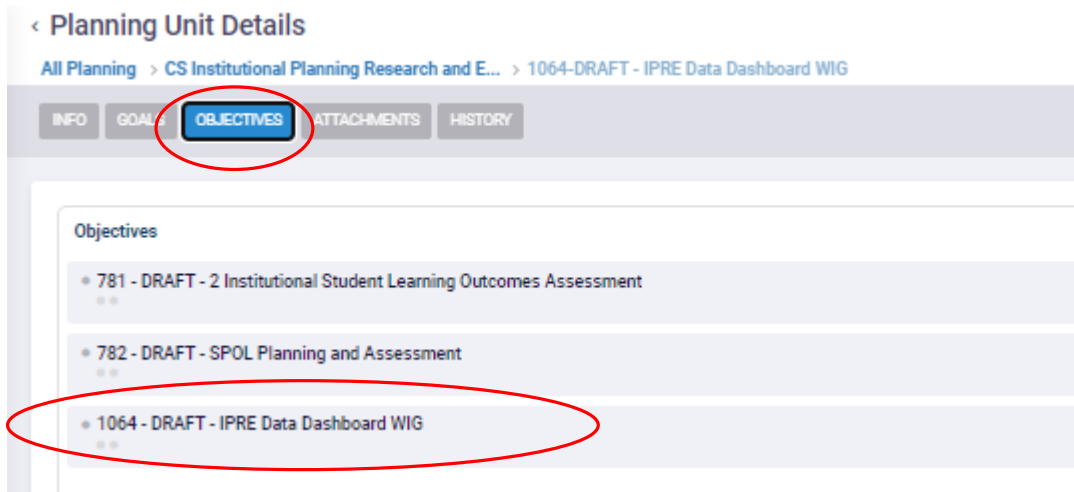 ‹ Planning Unit Details
All Planning > CS Institutional Planning Research and E... > 1064-DRAFT - IPRE Data Dashboard WIG
INFO GOALS OBJECTIVES ATTACHMENTS HISTORY
Objectives
781 - DRAFT - 2 Institutional Student Learning Outcomes Assessment
782 - DRAFT - SPOL Planning and Assessment
1064 - DRAFT - IPRE Data Dashboard WIG